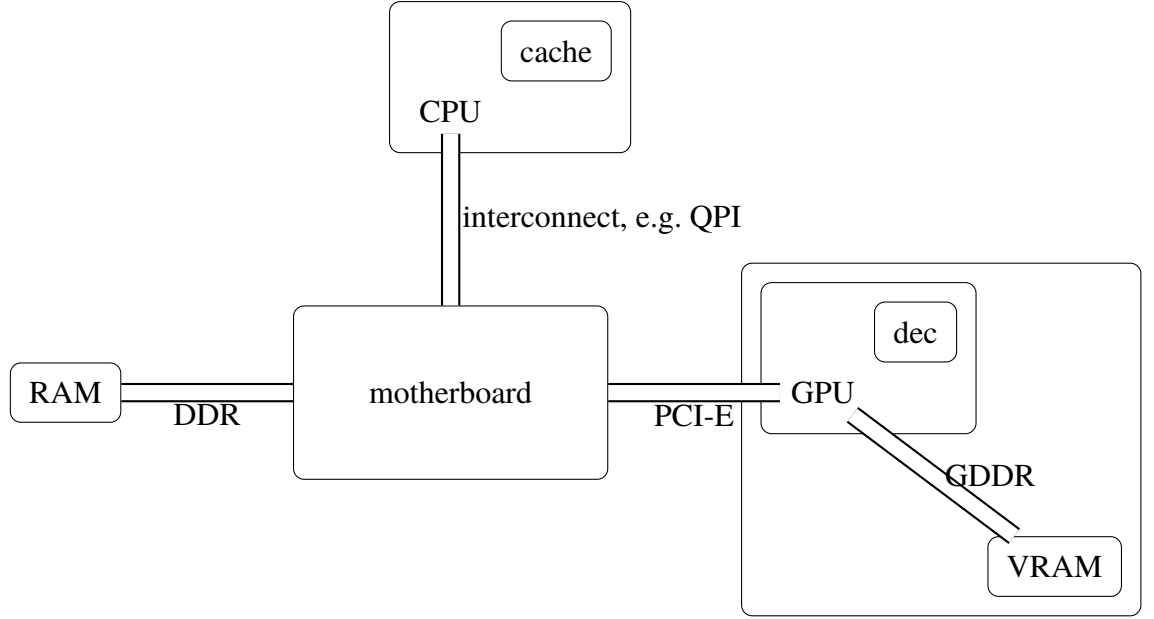 cache
CPU
interconnect, e.g. QPI
dec
RAM
motherboard
GPU
DDR
PCI-E
GDDR
VRAM